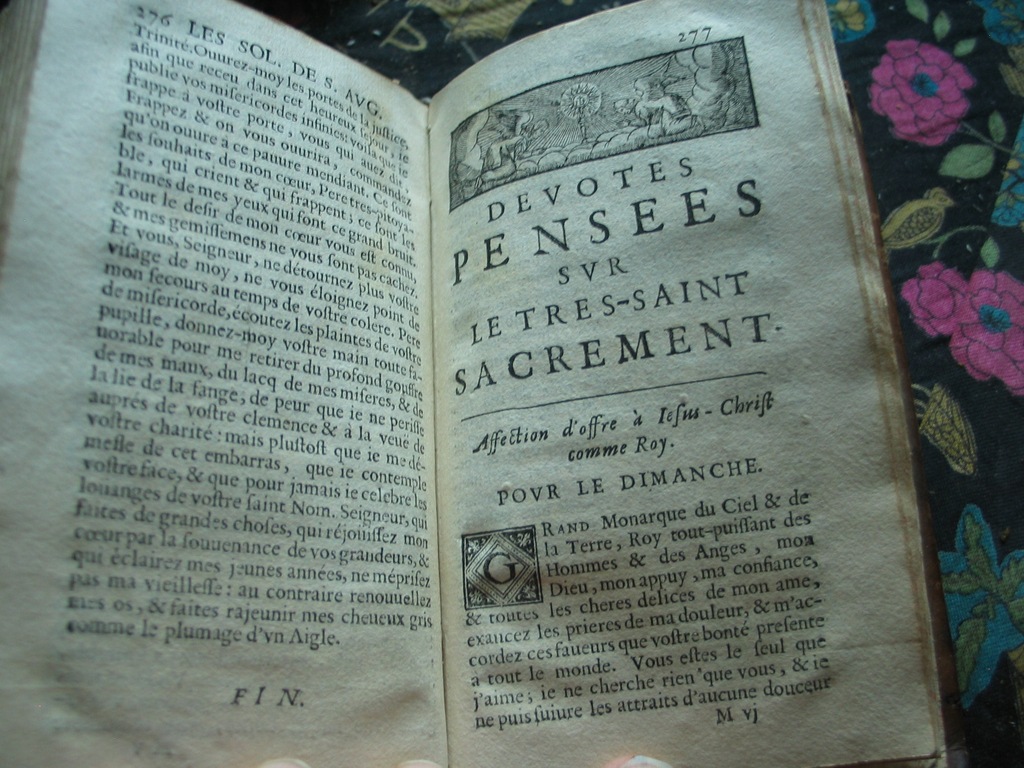 276 LES SOL. DE S. AVG.
Trinité. Ouurez-moy les portes de la justice,
afin que receu dans cet heureux sejour, ie
publie vos misericordes infinies: voila que ie
frappe à voſtre porte, vous qui auez dit,
Frappez & on vous ouurira, commandez
qu'on ouure à ce pauure mendiant. Ce ſont
les ſouhaits de mon cœur, Pere tres-pitoya-
ble, qui crient & qui frappent; ce ſont les
larmes de mes yeux qui font ce grand bruit.
Tout le deſir de mon cœur vous eſt connu,
& mes gemiſſemens ne vous ſont pas cachez.
Et vous, Seigneur, ne détournez plus voſtre
viſage de moy, ne vous éloignez point de
mon ſecours au temps de voſtre colere. Pere
de miſericorde, écoutez les plaintes de voſtre
pupille, donnez-moy voſtre main toute fa-
uorable pour me retirer du profond gouffre
de mes maux, du lacq de mes miſeres, & de
la lie de la fange; de peur que ie ne periſſe
auprés de voſtre clemence & à la veuë de
voſtre charité: mais pluſtoſt que ie me dé-
meſle de cet embarras, que ie contemple
voſtre face, & que pour jamais ie celebre les
louanges de voſtre ſaint Nom. Seigneur, qui
faites de grandes choſes, qui réjoüiſſez mon
cœur par la ſouuenance de vos grandeurs, &
qui éclairez mes jeunes années, ne mépriſez
pas ma vieilleſſe: au contraire renouuellez
mes os, & faites rajeunir mes cheueux gris
comme le plumage d'vn Aigle.
FIN.
277
DEVOTES
PENSEES
SVR
LE TRES-SAINT
SACREMENT.
Affection d'offre à Ieſus-Chriſt
comme Roy.
POVR LE DIMANCHE.
GRAND Monarque du Ciel & de
la Terre, Roy tout-puiſſant des
Hommes & des Anges, mon
Dieu, mon appuy, ma confiance,
& toutes les cheres delices de mon ame,
exaucez les prieres de ma douleur, & m'ac-
cordez ces faueurs que voſtre bonté preſente
à tout le monde. Vous eſtes le ſeul que
j'aime; ie ne cherche rien que vous, & ie
ne puis ſuiure les attraits d'aucune douceur
M vj